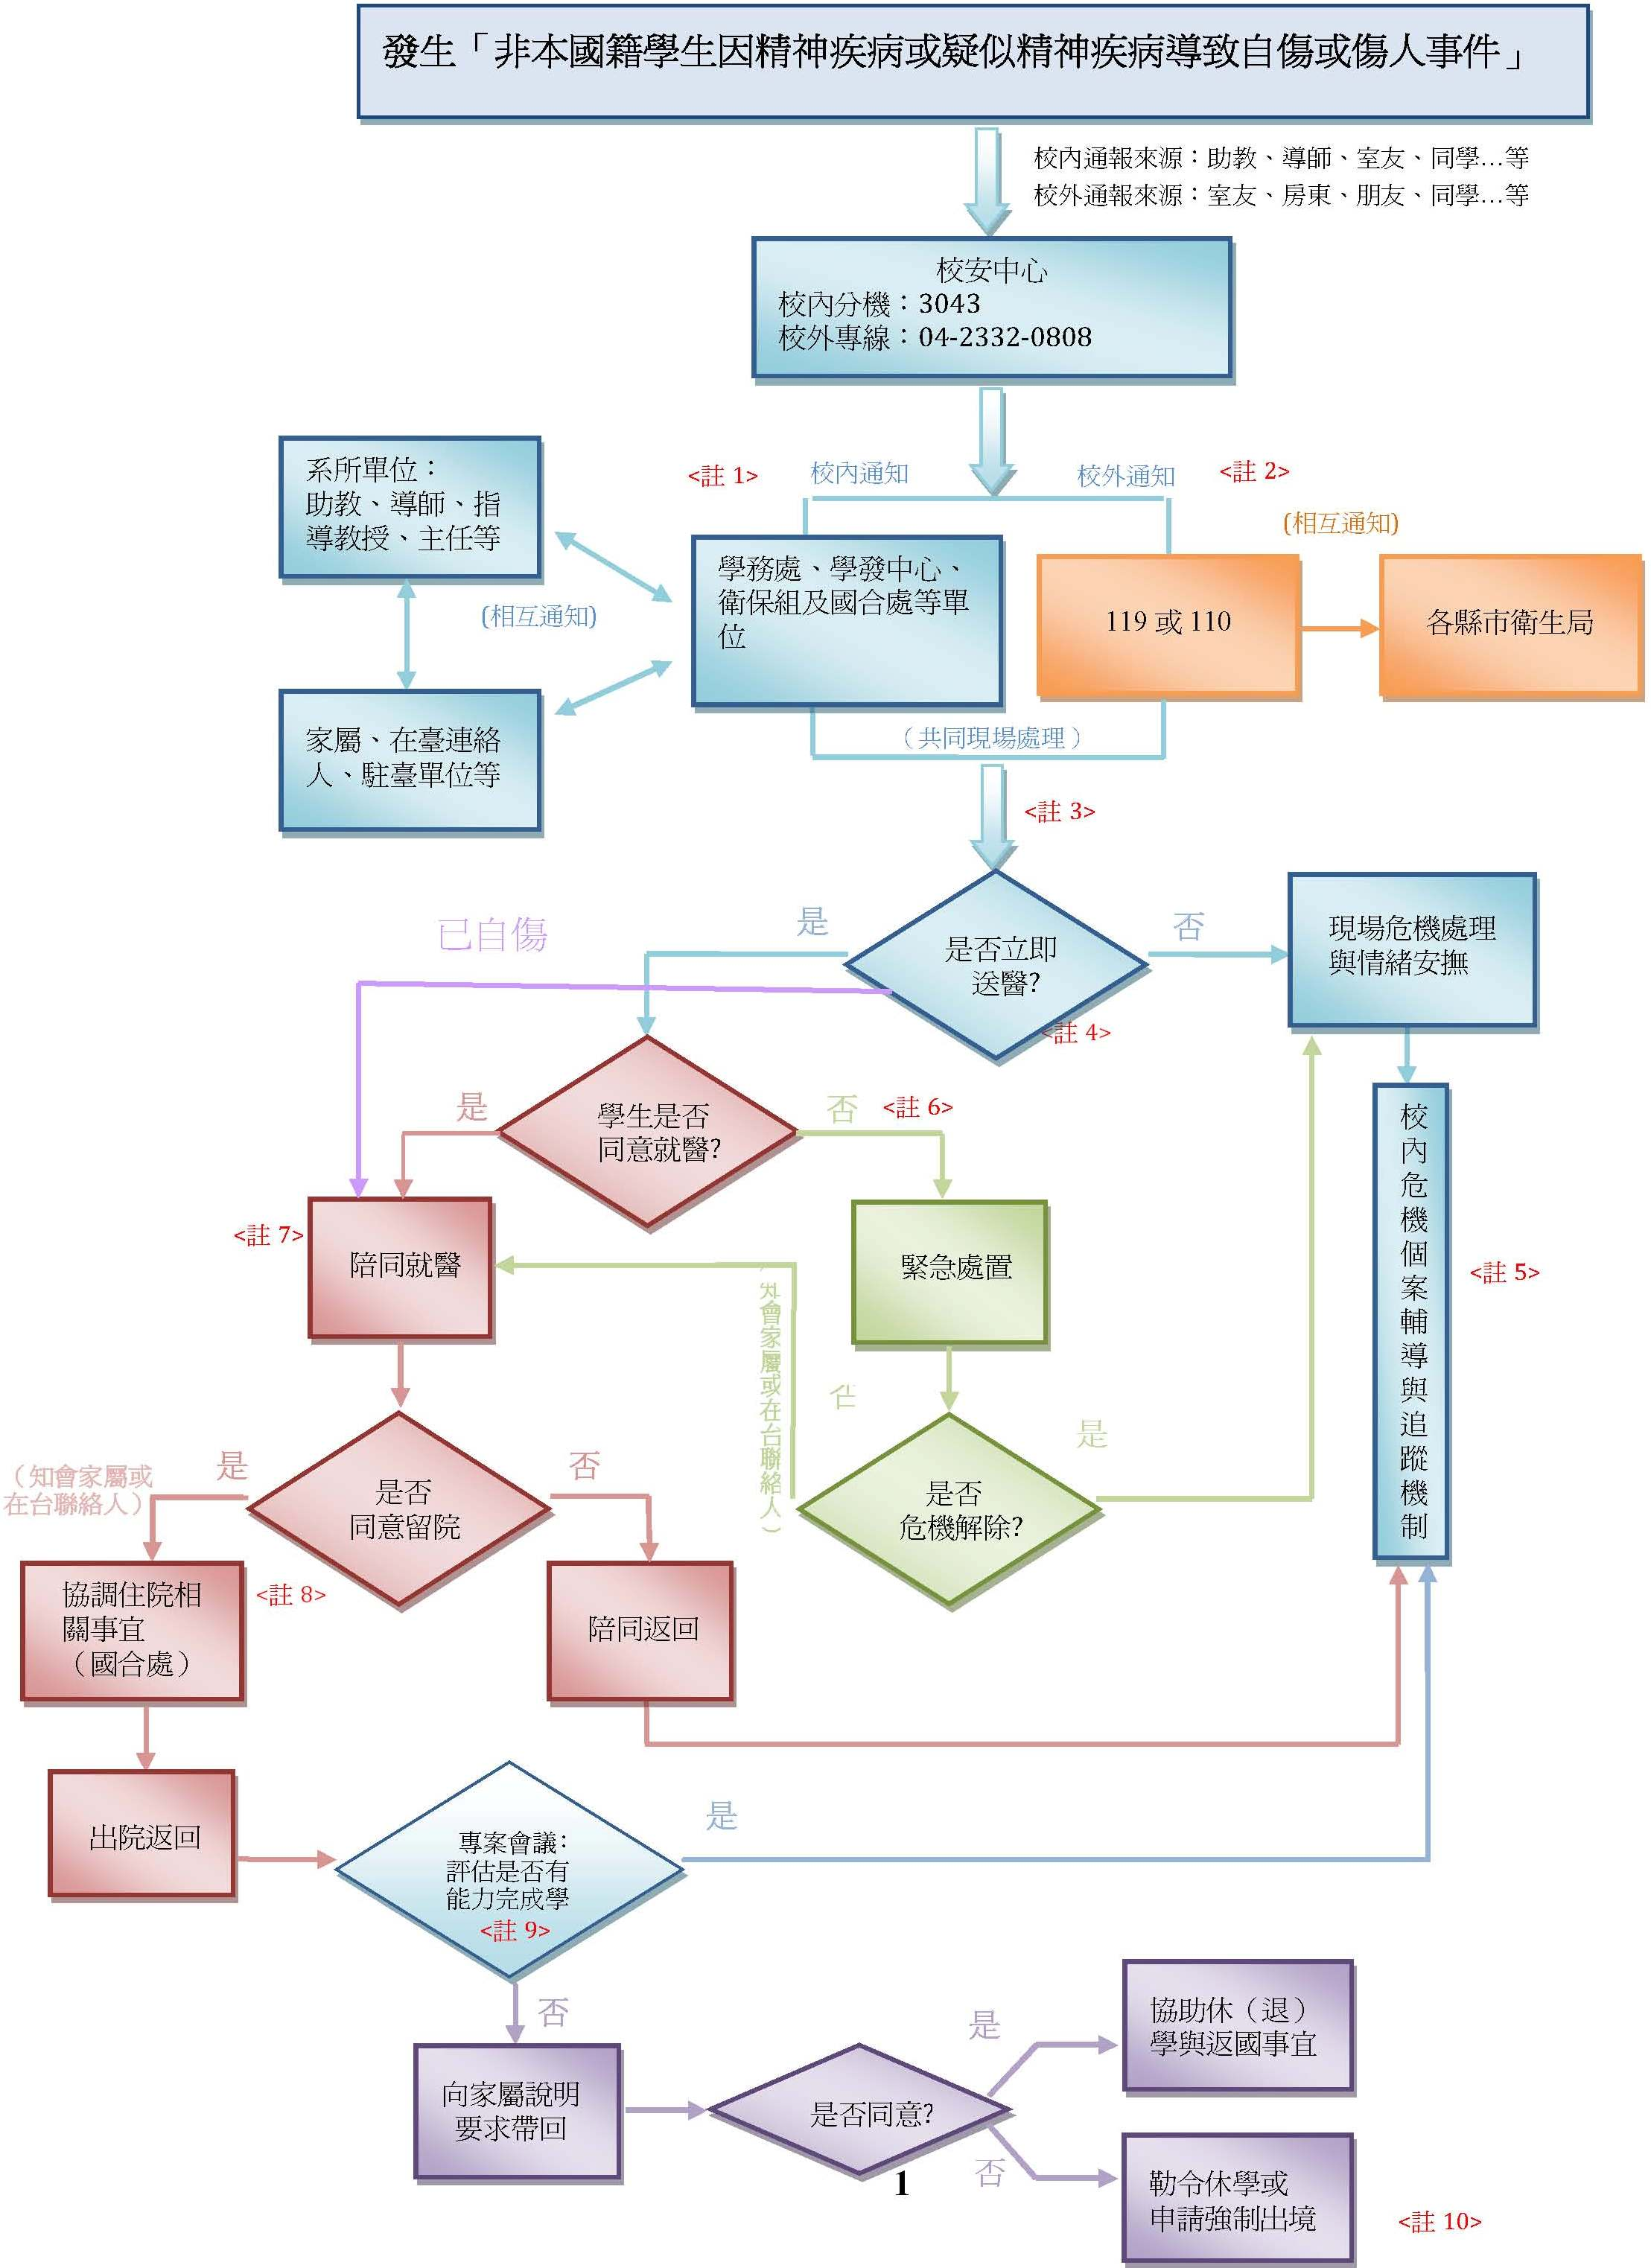 發生「非本國籍學生因精神疾病或疑似精神疾病導致自傷或傷人事件」
校內通報來源：助教、導師、室友、同學…等
校外通報來源：室友、房東、朋友、同學…等
校安中心
校內分機：3043
校外專線：04-2332-0808
系所單位：
助教、導師、指
導教授、主任等
<註 1>
校內通知
校外通知
<註 2>
(相互通知)
(相互通知)
學務處、學發中心、
衛保組及國合處等單
位
119 或 110
各縣市衛生局
家屬、在臺連絡
人、駐臺單位等
（共同現場處理）
<註 3>
已自傷
是
是否立即
送醫?
否
<註 4>
現場危機處理
與情緒安撫
是
學生是否
同意就醫?
否
<註 6>
校內危機個案輔導與追蹤機制
<註 5>
<註 7>
陪同就醫
緊急處置
知會家屬或在台聯絡人）
否
是否
危機解除?
是
（知會家屬或
在台聯絡人）
是
是否
同意留院
否
協調住院相
關事宜
（國合處）
<註 8>
陪同返回
出院返回
專案會議：
評估是否有
能力完成學
<註 9>
是
否
向家屬說明
要求帶回
是否同意?
是
協助休（退）
學與返國事宜
否
勒令休學或
申請強制出境
<註 10>
1